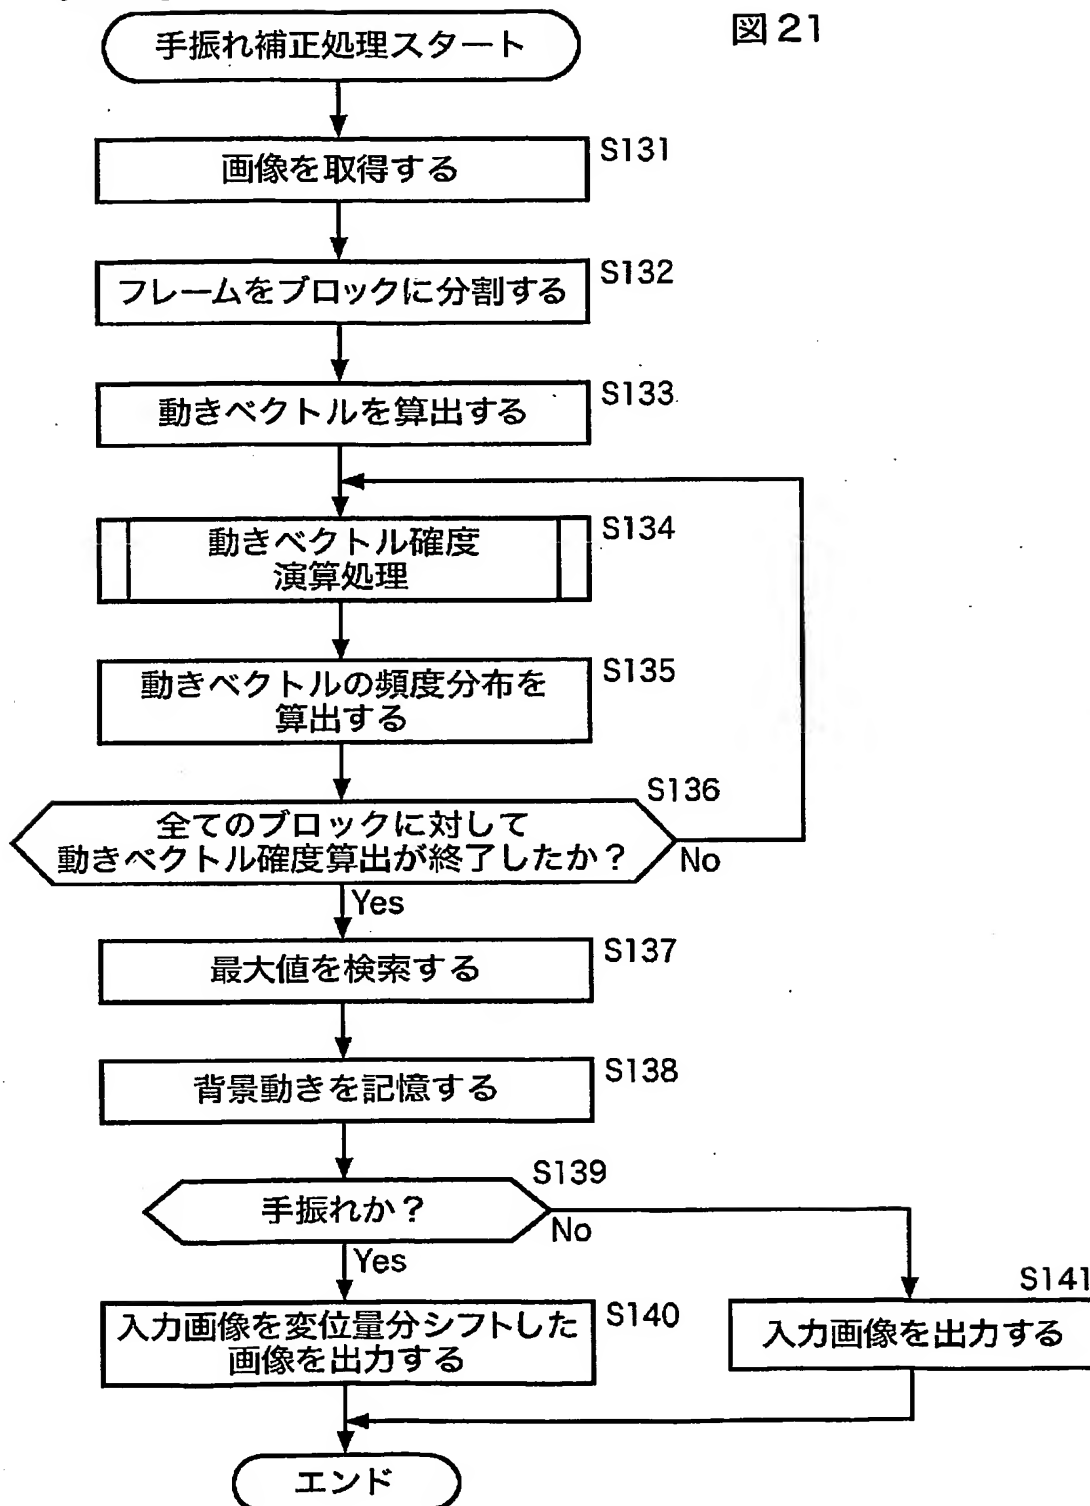 図21
手振れ補正処理スタート
S131
画像を取得する
S132
フレームをブロックに分割する
S133
動きベクトルを算出する
S134
動きベクトル確度
演算処理
S135
動きベクトルの頻度分布を
算出する
S136
全てのブロックに対して
動きベクトル確度算出が終了したか？
No
Yes
S137
最大値を検索する
S138
背景動きを記憶する
S139
手振れか？
No
Yes
S140
入力画像を変位量分シフトした
画像を出力する
S141
入力画像を出力する
エンド